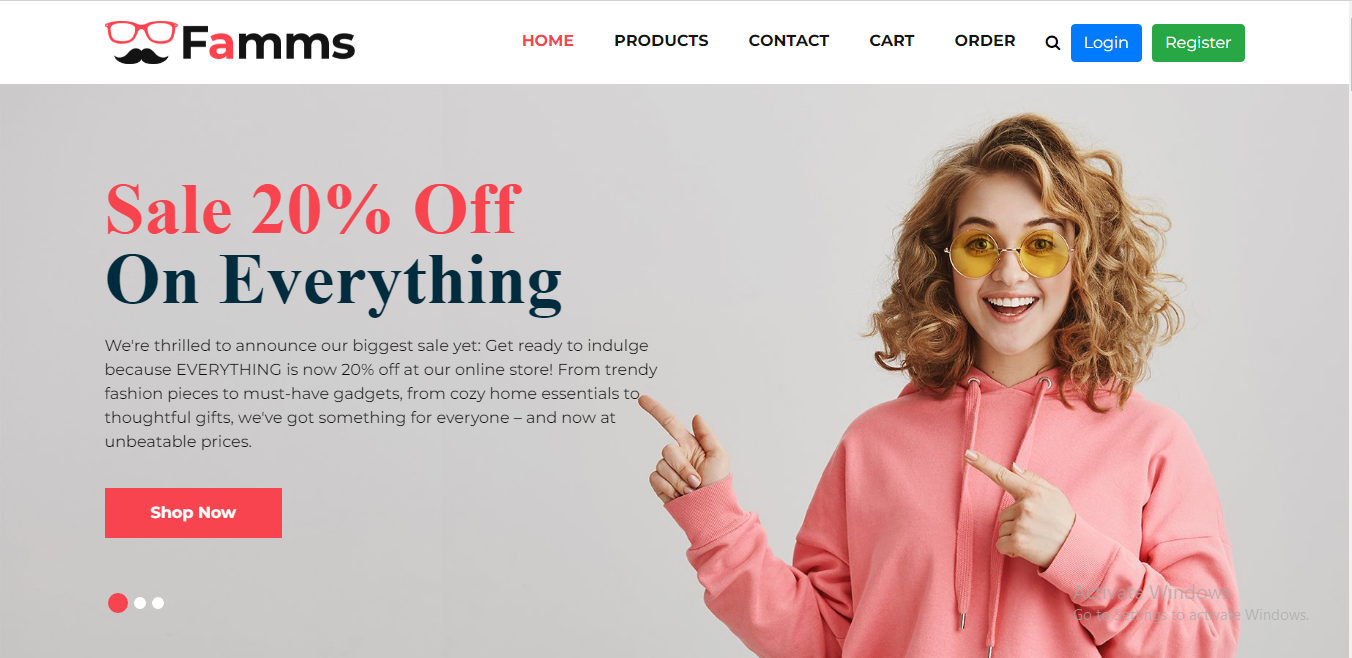 Famms
HOME PRODUCTS CONTACT CART ORDER Login Register
Sale 20% Off
On Everything
We're thrilled to announce our biggest sale yet: Get ready to indulge
because EVERYTHING is now 20% off at our online store! From trendy
fashion pieces to must-have gadgets, from cozy home essentials to
thoughtful gifts, we've got something for everyone – and now at
unbeatable prices.
Shop Now
Activate Windows
Go to Settings to activate Windows.